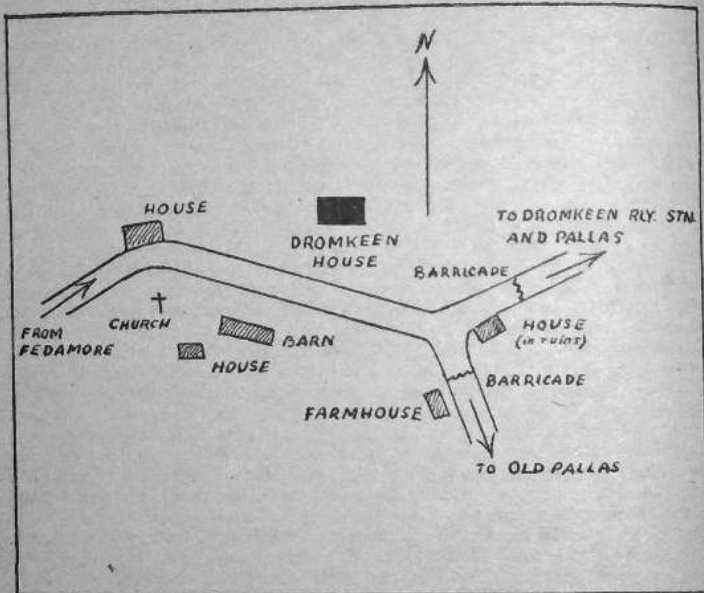 N
HOUSE
TO DROMKEEN RLY. STN.
AND PALLAS
DROMKEEN
HOUSE
BARRICADE
FROM
FEDAMORE
CHURCH
BARN
HOUSE
(in ruins)
HOUSE
BARRICADE
FARMHOUSE
TO OLD PALLAS